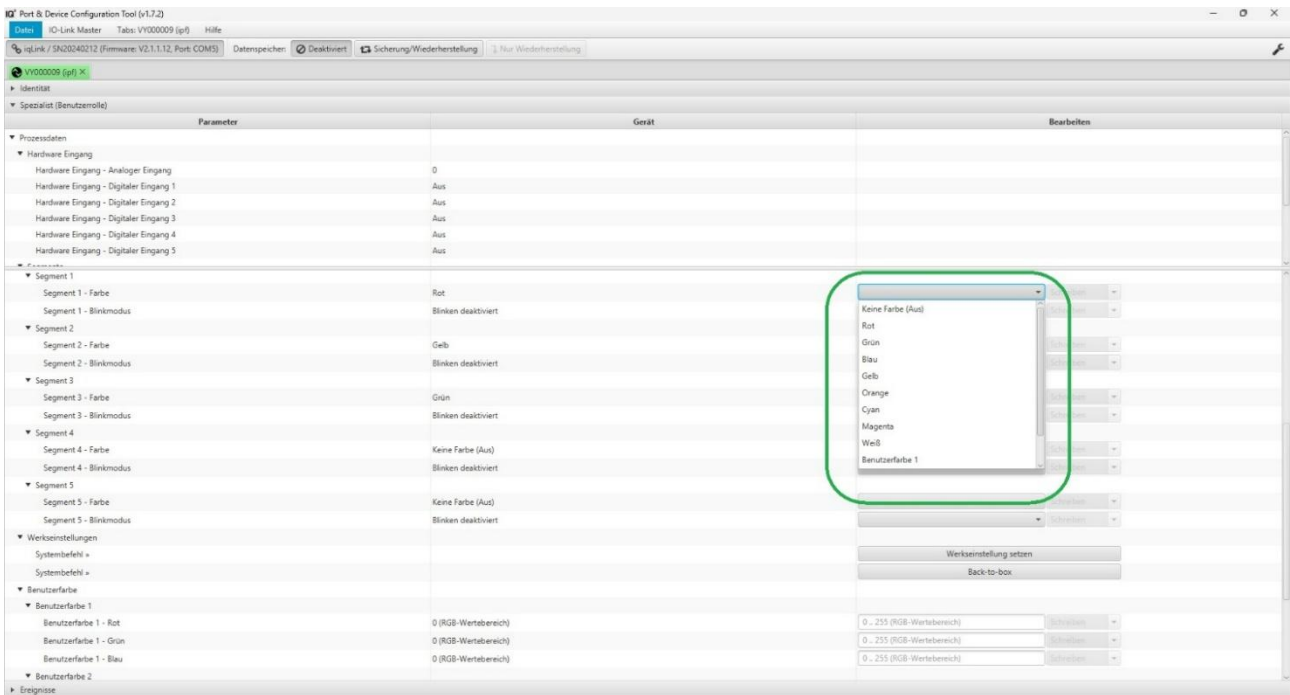 IQ² Port & Device Configuration Tool (v1.7.2)
Datei IO-Link Master Tabs: VY000009 (ipf) Hilfe
iqLink / SN20240212 (Firmware: V2.1.1.12, Port: COM5) Datenspeicher: Deaktiviert Sicherung/Wiederherstellung Nur Wiederherstellung
VY000009 (ipf) ×
Identität
Spezialist (Benutzerrolle)
Parameter Gerät Bearbeiten
Prozessdaten
Hardware Eingang
Hardware Eingang - Analoger Eingang 0
Hardware Eingang - Digitaler Eingang 1 Aus
Hardware Eingang - Digitaler Eingang 2 Aus
Hardware Eingang - Digitaler Eingang 3 Aus
Hardware Eingang - Digitaler Eingang 4 Aus
Hardware Eingang - Digitaler Eingang 5 Aus
Segment 1
Segment 1 - Farbe Rot
Segment 1 - Blinkmodus Blinken deaktiviert Keine Farbe (Aus)
Rot
Segment 2
Segment 2 - Farbe Gelb Grün
Segment 2 - Blinkmodus Blinken deaktiviert Blau
Segment 3 Gelb
Segment 3 - Farbe Grün Orange
Segment 3 - Blinkmodus Blinken deaktiviert Cyan
Segment 4 Magenta
Segment 4 - Farbe Keine Farbe (Aus) Weiß
Segment 4 - Blinkmodus Blinken deaktiviert Benutzerfarbe 1
Segment 5
Segment 5 - Farbe Keine Farbe (Aus)
Segment 5 - Blinkmodus Blinken deaktiviert Schreiben
Werkseinstellungen
Systembefehl » Werkseinstellung setzen
Systembefehl » Back-to-box
Benutzerfarbe
Benutzerfarbe 1
Benutzerfarbe 1 - Rot 0 (RGB-Wertebereich) 0 .. 255 (RGB-Wertebereich) Schreiben
Benutzerfarbe 1 - Grün 0 (RGB-Wertebereich) 0 .. 255 (RGB-Wertebereich) Schreiben
Benutzerfarbe 1 - Blau 0 (RGB-Wertebereich) 0 .. 255 (RGB-Wertebereich) Schreiben
Benutzerfarbe 2
Ereignisse